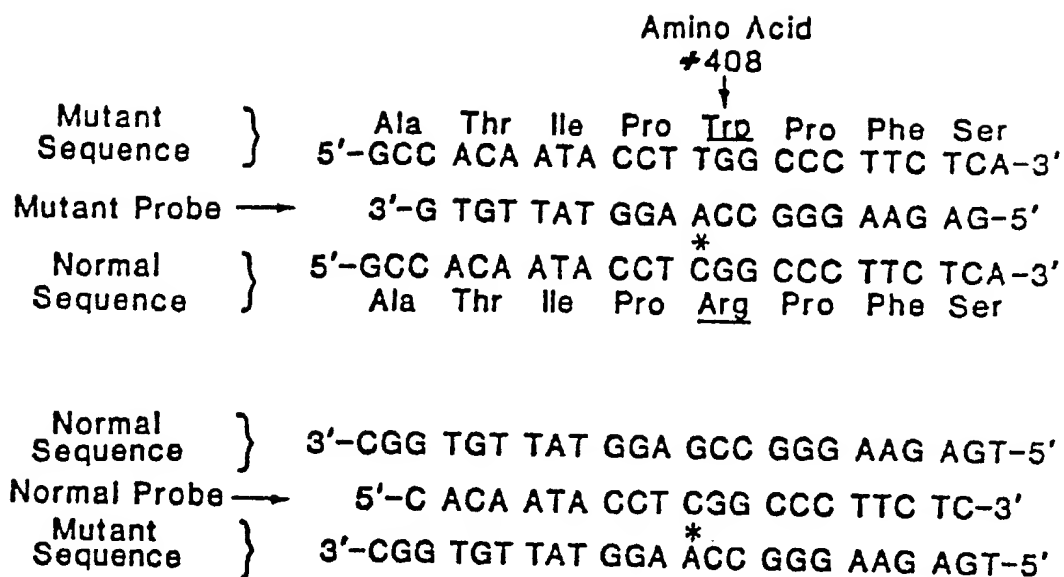 Amino Acid
#408
Mutant Sequence } Ala Thr Ile Pro Trp Pro Phe Ser
5'-GCC ACA ATA CCT TGG CCC TTC TCA-3'
Mutant Probe → 3'-G TGT TAT GGA ACC GGG AAG AG-5'
*
Normal Sequence } 5'-GCC ACA ATA CCT CGG CCC TTC TCA-3'
Ala Thr Ile Pro Arg Pro Phe Ser
Normal Sequence } 3'-CGG TGT TAT GGA GCC GGG AAG AGT-5'
Normal Probe → 5'-C ACA ATA CCT CGG CCC TTC TC-3'
*
Mutant Sequence } 3'-CGG TGT TAT GGA ACC GGG AAG AGT-5'